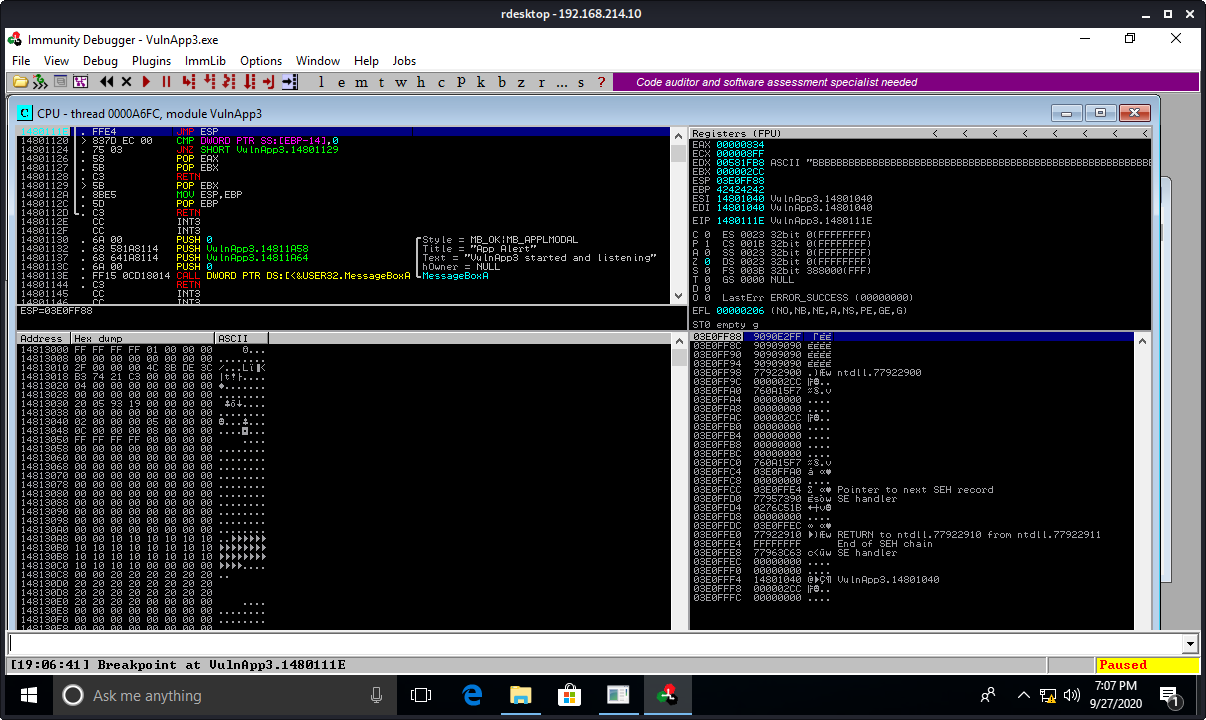 rdesktop - 192.168.214.10
Immunity Debugger - VulnApp3.exe
File View Debug Plugins ImmLib Options Window Help Jobs
l e m t w h c P k b z r ... s ?
Code auditor and software assessment specialist needed
C CPU - thread 0000A6FC, module VulnApp3
. FFE4 JMP ESP
14801120 > 837D EC 00 CMP DWORD PTR SS:[EBP-14],0
14801124 . 75 03 JNZ SHORT VulnApp3.14801129
14801126 . 58 POP EAX
14801127 . 5B POP EBX
14801128 . C3 RETN
14801129 > 5B POP EBX
1480112A . 8BE5 MOV ESP,EBP
1480112C . 5D POP EBP
1480112D . C3 RETN
1480112E CC INT3
1480112F CC INT3
14801130 . 6A 00 PUSH 0 Style = MB_OK|MB_APPLMODAL
14801132 . 68 581A8114 PUSH VulnApp3.14811A58 Title = "App Alert"
14801137 . 68 641A8114 PUSH VulnApp3.14811A64 Text = "VulnApp3 started and listening"
1480113C . 6A 00 PUSH 0 hOwner = NULL
1480113E . FF15 0CD18014 CALL DWORD PTR DS:[<&USER32.MessageBoxA MessageBoxA
14801144 . C3 RETN
14801145 CC INT3
14801146 CC INT3
ESP=03E0FF88
Registers (FPU) < < < < < < < <
EAX 00000834
ECX 000008FF
EDX 00581FB8 ASCII "BBBBBBBBBBBBBBBBBBBBBBBBBBBBBBBBBBBBBBBBBBBBBBBBB
EBX 000002CC
ESP 03E0FF88
EBP 42424242
ESI 14801040 VulnApp3.14801040
EDI 14801040 VulnApp3.14801040
EIP 1480111E VulnApp3.1480111E
C 0 ES 0023 32bit 0(FFFFFFFF)
P 1 CS 001B 32bit 0(FFFFFFFF)
A 0 SS 0023 32bit 0(FFFFFFFF)
Z 0 DS 0023 32bit 0(FFFFFFFF)
S 0 FS 003B 32bit 388000(FFF)
T 0 GS 0000 NULL
D 0
O 0 LastErr ERROR_SUCCESS (00000000)
EFL 00000206 (NO,NB,NE,A,NS,PE,GE,G)
ST0 empty g
Address Hex dump ASCII
14813000 FF FF FF FF 01 00 00 00
14813008 00 00 00 00 00 00 00 00 ........
14813010 2F 00 00 00 4C 8B DE 3C
14813018 B3 74 21 C3 00 00 00 00
14813020 04 00 00 00 00 00 00 00
14813028 00 00 00 00 00 00 00 00 ........
14813030 20 05 93 19 00 00 00 00
14813038 00 00 00 00 00 00 00 00 ........
14813040 02 00 00 00 05 00 00 00
14813048 0C 00 00 00 08 00 00 00
14813050 FF FF FF FF 00 00 00 00 ....
14813058 00 00 00 00 00 00 00 00 ........
14813060 00 00 00 00 00 00 00 00 ........
14813068 00 00 00 00 00 00 00 00 ........
14813070 00 00 00 00 00 00 00 00 ........
14813078 00 00 00 00 00 00 00 00 ........
14813080 00 00 00 00 00 00 00 00 ........
14813088 00 00 00 00 00 00 00 00 ........
14813090 00 00 00 00 00 00 00 00 ........
14813098 00 00 00 00 00 00 00 00 ........
148130A0 00 00 00 00 00 00 00 00 ........
148130A8 00 00 10 10 10 10 10 10
148130B0 10 10 10 10 10 10 10 10
148130B8 10 10 10 10 10 10 10 10
148130C0 10 10 10 10 00 00 00 00
148130C8 00 00 20 20 20 20 20 20 ..
148130D0 20 20 20 20 20 20 20 20
148130D8 20 20 20 20 20 20 20 20
148130E0 20 20 20 20 00 00 00 00 ....
148130E8 00 00 00 00 00 00 00 00 ........
148130F0 00 00 00 00 00 00 00 00 ........
148130F8 00 00 00 00 00 00 00 00
03E0FF88 9090E2FF
03E0FF8C 90909090 ÉÉÉÉ
03E0FF90 90909090 ÉÉÉÉ
03E0FF94 90909090 ÉÉÉÉ
03E0FF98 77922900 .)Æw ntdll.77922900
03E0FF9C 000002CC
03E0FFA0 760A15F7
03E0FFA4 00000000 ....
03E0FFA8 00000000 ....
03E0FFAC 000002CC
03E0FFB0 00000000 ....
03E0FFB4 00000000 ....
03E0FFB8 00000000 ....
03E0FFBC 00000000 ....
03E0FFC0 760A15F7
03E0FFC4 03E0FFA0
03E0FFC8 00000000 ....
03E0FFCC 03E0FFE4 Pointer to next SEH record
03E0FFD0 77957390 SE handler
03E0FFD4 0276C51B
03E0FFD8 00000000 ....
03E0FFDC 03E0FFEC
03E0FFE0 77922910 RETURN to ntdll.77922910 from ntdll.77922911
03E0FFE4 FFFFFFFF End of SEH chain
03E0FFE8 77963C63 c<ûw SE handler
03E0FFEC 00000000 ....
03E0FFF0 00000000 ....
03E0FFF4 14801040 VulnApp3.14801040
03E0FFF8 000002CC
03E0FFFC 00000000 ....
[19:06:41] Breakpoint at VulnApp3.1480111E
Paused
Ask me anything
7:07 PM
9/27/2020
1